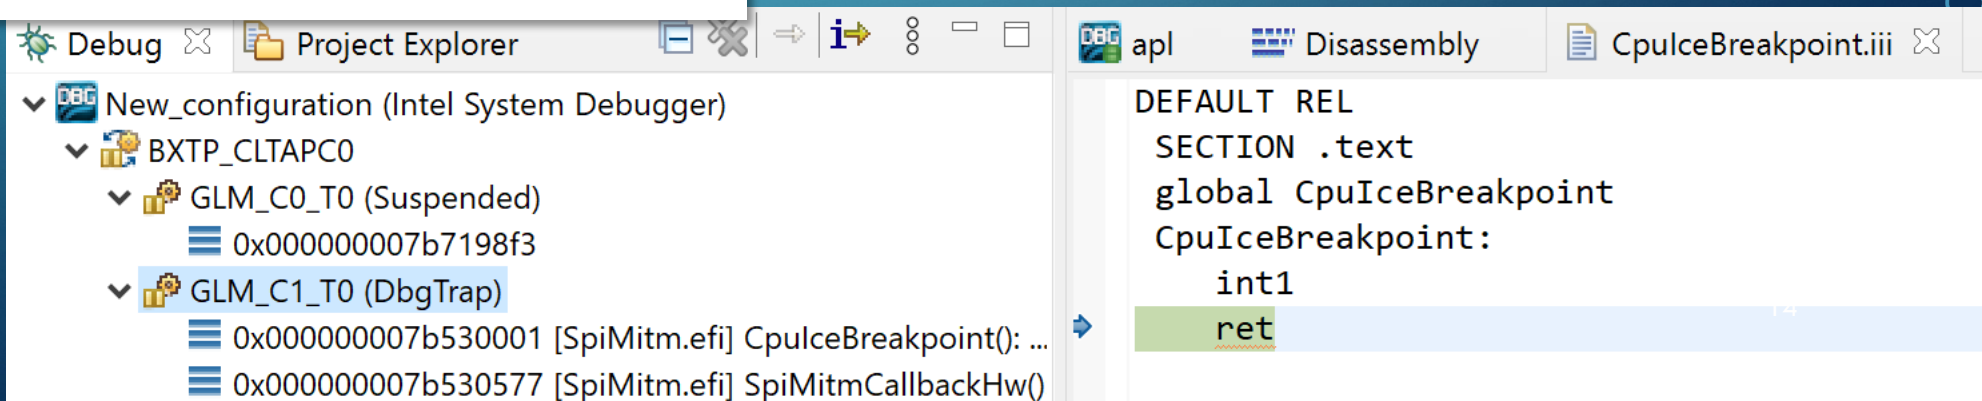 Debug
Project Explorer
New_configuration (Intel System Debugger)
BXTP_CLTAPC0
GLM_C0_T0 (Suspended)
0x000000007b7198f3
GLM_C1_T0 (DbgTrap)
0x000000007b530001 [SpiMitm.efi] CpuIceBreakpoint(): ...
0x000000007b530577 [SpiMitm.efi] SpiMitmCallbackHw()
apl
Disassembly
CpuIceBreakpoint.iii
DEFAULT REL
SECTION .text
global CpuIceBreakpoint
CpuIceBreakpoint:
int1
ret
14